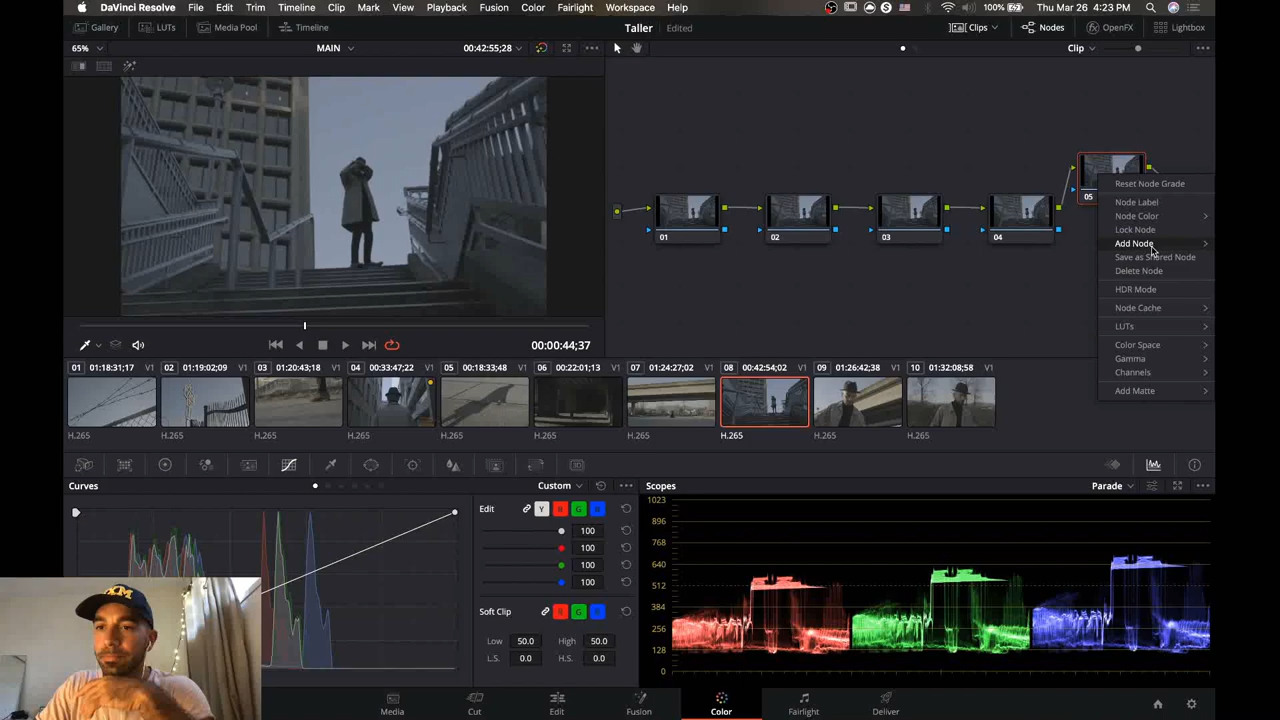 DaVinci Resolve File Edit Trim Timeline Clip Mark View Playback Fusion Color Fairlight Workspace Help 100% Thu Mar 26 4:23 PM
Gallery LUTs Media Pool Timeline Taller Edited Clips Nodes OpenFX Lightbox
65% MAIN 00:42:55;28 Clip
01
02
03
04
05
Reset Node Grade
Node Label
Node Color
Lock Node
Add Node
Save as Shared Node
Delete Node
HDR Mode
Node Cache
LUTs
Color Space
Gamma
Channels
Add Matte
00:00:44;37
01 01:18:31;17 V1 02 01:19:02;09 V1 03 01:20:43;18 V1 04 00:33:47;22 V1 05 00:18:33;48 V1 06 00:22:01;13 V1 07 01:24:27;02 V1 08 00:42:54;02 V1 09 01:26:42;38 V1 10 01:32:08;58 V1
H.265 H.265 H.265 H.265 H.265 H.265 H.265 H.265 H.265 H.265
Curves Custom Scopes Parade
Edit Y R G B
100
100
100
100
Soft Clip R G B
Low 50.0 High 50.0
L.S. 0.0 H.S. 0.0
1023
896
768
640
512
384
256
128
0
Media Cut Edit Fusion Color Fairlight Deliver